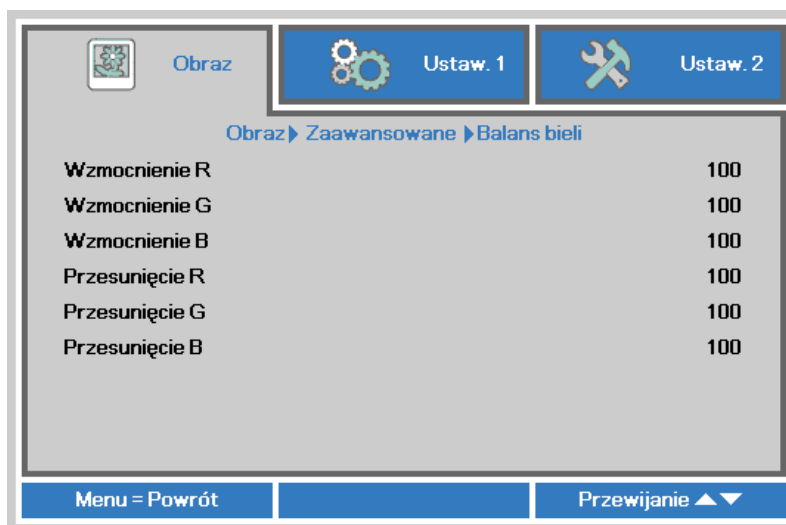 Obraz
Ustaw. 1
Ustaw. 2
Obraz ▶ Zaawansowane ▶ Balans bieli
Wzmocnienie R 100
Wzmocnienie G 100
Wzmocnienie B 100
Przesunięcie R 100
Przesunięcie G 100
Przesunięcie B 100
Menu = Powrót
Przewijanie ▲▼